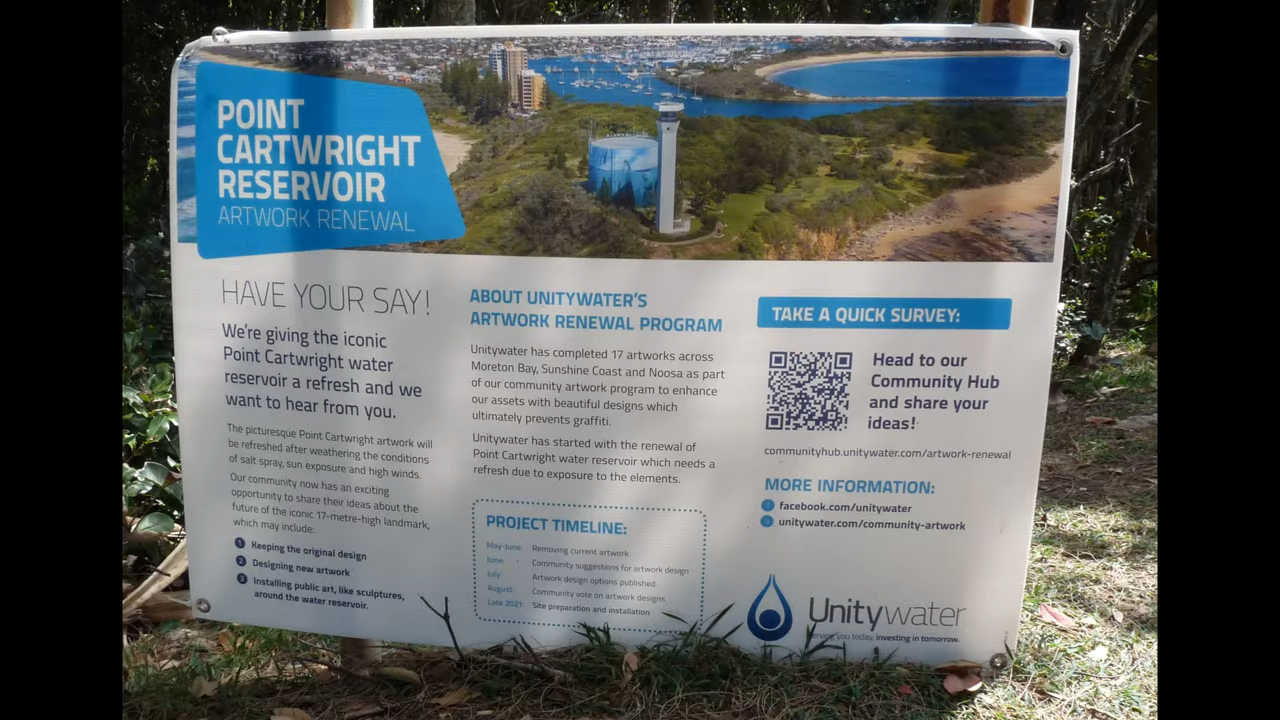 POINT
CARTWRIGHT
RESERVOIR
ARTWORK RENEWAL
HAVE YOUR SAY!
We're giving the iconic
Point Cartwright water
reservoir a refresh and we
want to hear from you.
The picturesque Point Cartwright artwork will
be refreshed after weathering the conditions
of salt spray, sun exposure and high winds.
Our community now has an exciting
opportunity to share their ideas about the
future of the iconic 17-metre-high landmark,
which may include:
1 Keeping the original design
2 Designing new artwork
3 Installing public art, like sculptures,
around the water reservoir.
ABOUT UNITYWATER'S
ARTWORK RENEWAL PROGRAM
Unitywater has completed 17 artworks across
Moreton Bay, Sunshine Coast and Noosa as part
of our community artwork program to enhance
our assets with beautiful designs which
ultimately prevents graffiti.
Unitywater has started with the renewal of
Point Cartwright water reservoir which needs a
refresh due to exposure to the elements.
PROJECT TIMELINE:
May-June: Removing current artwork
June: Community suggestions for artwork design
July: Artwork design options published
August: Community vote on artwork designs
Late 2021: Site preparation and installation
TAKE A QUICK SURVEY:
Head to our
Community Hub
and share your
ideas!
communityhub.unitywater.com/artwork-renewal
MORE INFORMATION:
facebook.com/unitywater
unitywater.com/community-artwork
Unitywater
Serving you today, investing in tomorrow.